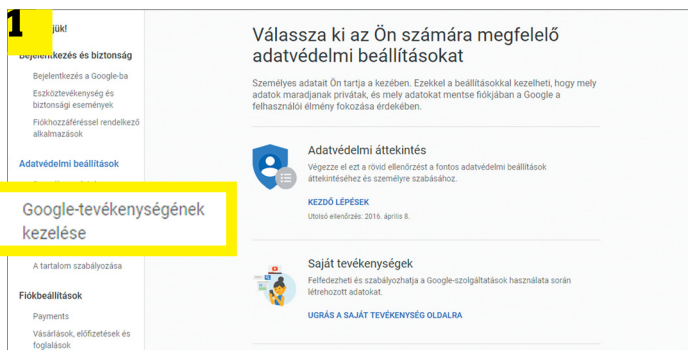 1
jük!
Bejelentkezés és biztonság
Bejelentkezés a Google-ba
Eszköztevékenység és
biztonsági események
Fiókhozzáféréssel rendelkező
alkalmazások
Adatvédelmi beállítások
Google-tevékenységének
kezelése
A tartalom szabályozása
Fiókbeállítások
Payments
Vásárlások, előfizetések és
foglalások
Válassza ki az Ön számára megfelelő
adatvédelmi beállításokat
Személyes adatait Ön tartja a kezében. Ezekkel a beállításokkal kezelheti, hogy mely
adatok maradjanak privátak, és mely adatokat mentse fiókjában a Google a
felhasználói élmény fokozása érdekében.
Adatvédelmi áttekintés
Végezze el ezt a rövid ellenőrzést a fontos adatvédelmi beállítások
áttekintéséhez és személyre szabásához.
KEZDŐ LÉPÉSEK
Utolsó ellenőrzés: 2016. április 8.
Saját tevékenységek
Felfedezheti és szabályozhatja a Google-szolgáltatások használata során
létrehozott adatokat.
UGRÁS A SAJÁT TEVÉKENYSÉG OLDALRA